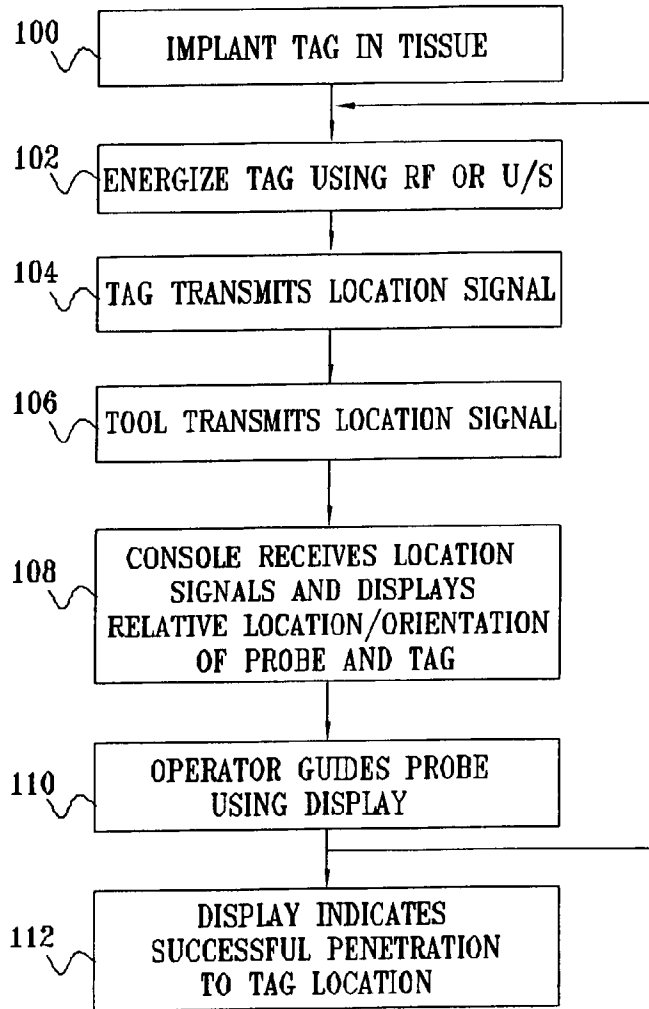 100
IMPLANT TAG IN TISSUE
102
ENERGIZE TAG USING RF OR U/S
104
TAG TRANSMITS LOCATION SIGNAL
106
TOOL TRANSMITS LOCATION SIGNAL
108
CONSOLE RECEIVES LOCATION
SIGNALS AND DISPLAYS
RELATIVE LOCATION/ORIENTATION
OF PROBE AND TAG
110
OPERATOR GUIDES PROBE
USING DISPLAY
112
DISPLAY INDICATES
SUCCESSFUL PENETRATION
TO TAG LOCATION